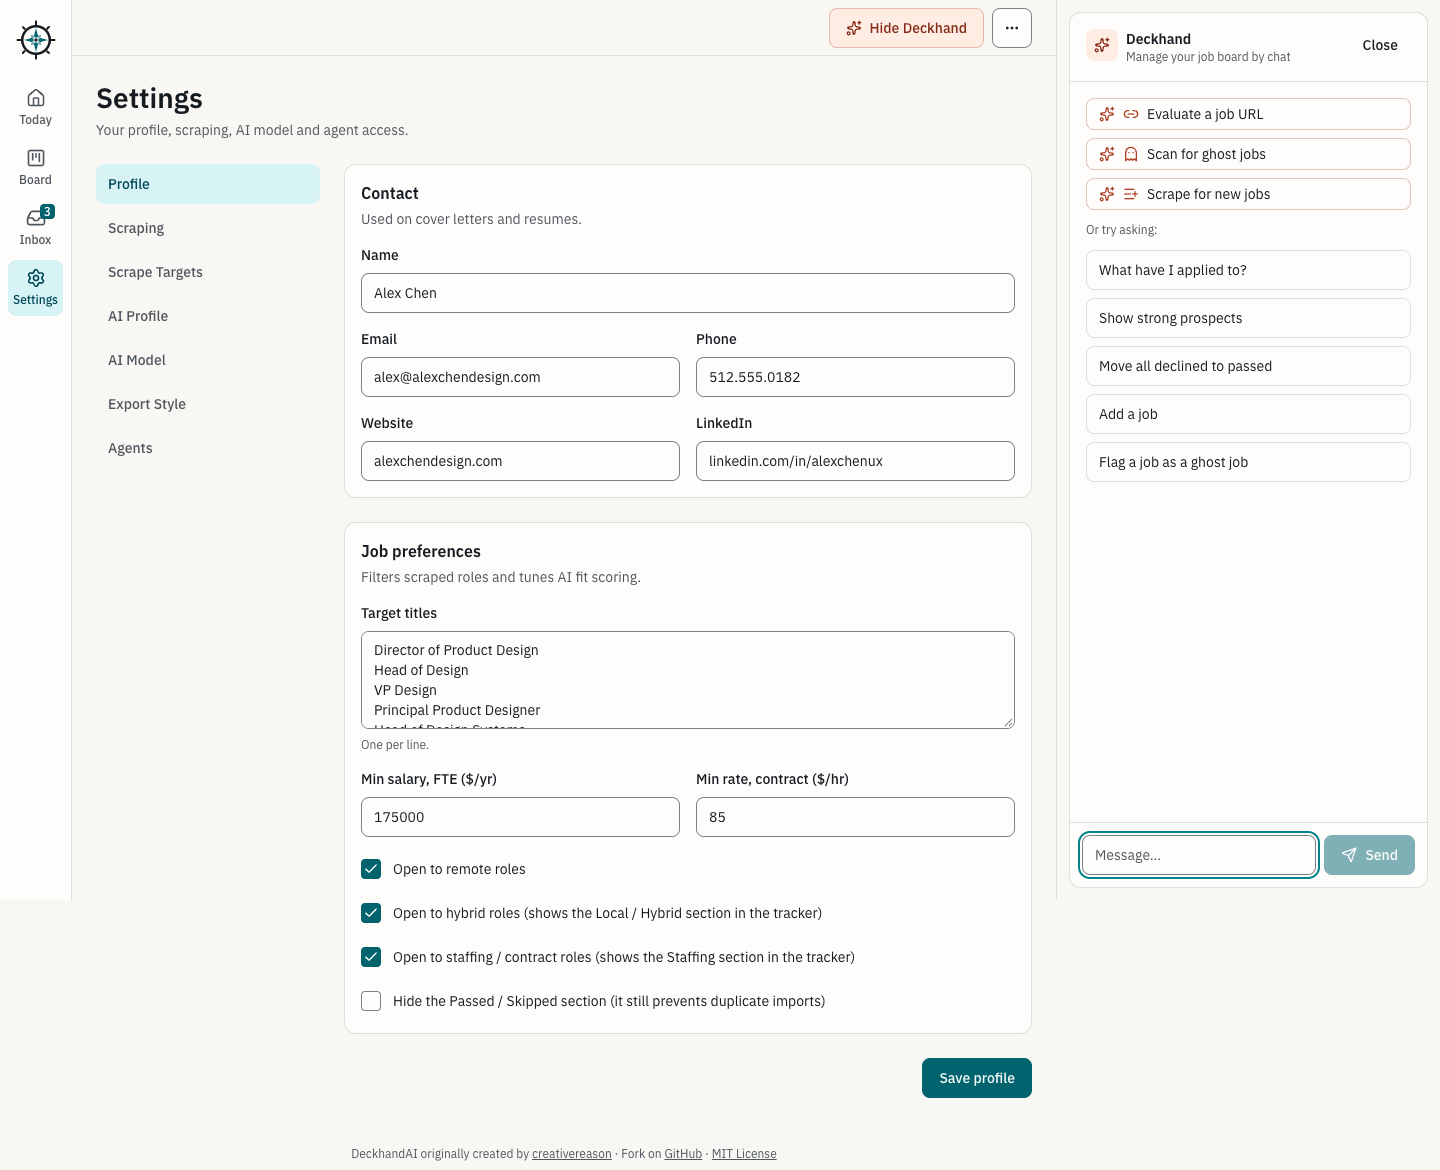 Today
Board
3
Inbox
Settings
Hide Deckhand
Settings
Your profile, scraping, AI model and agent access.
Profile
Scraping
Scrape Targets
AI Profile
AI Model
Export Style
Agents
Contact
Used on cover letters and resumes.
Name
Alex Chen
Email
Phone
alex@alexchendesign.com
512.555.0182
Website
LinkedIn
alexchendesign.com
linkedin.com/in/alexchenux
Job preferences
Filters scraped roles and tunes AI fit scoring.
Target titles
Director of Product Design
Head of Design
VP Design
Principal Product Designer
Head of Design Systems
One per line.
Min salary, FTE ($/yr)
Min rate, contract ($/hr)
175000
85
Open to remote roles
Open to hybrid roles (shows the Local / Hybrid section in the tracker)
Open to staffing / contract roles (shows the Staffing section in the tracker)
Hide the Passed / Skipped section (it still prevents duplicate imports)
Save profile
DeckhandAI originally created by creativereason · Fork on GitHub · MIT License
Deckhand
Manage your job board by chat
Close
Evaluate a job URL
Scan for ghost jobs
Scrape for new jobs
Or try asking:
What have I applied to?
Show strong prospects
Move all declined to passed
Add a job
Flag a job as a ghost job
Message...
Send